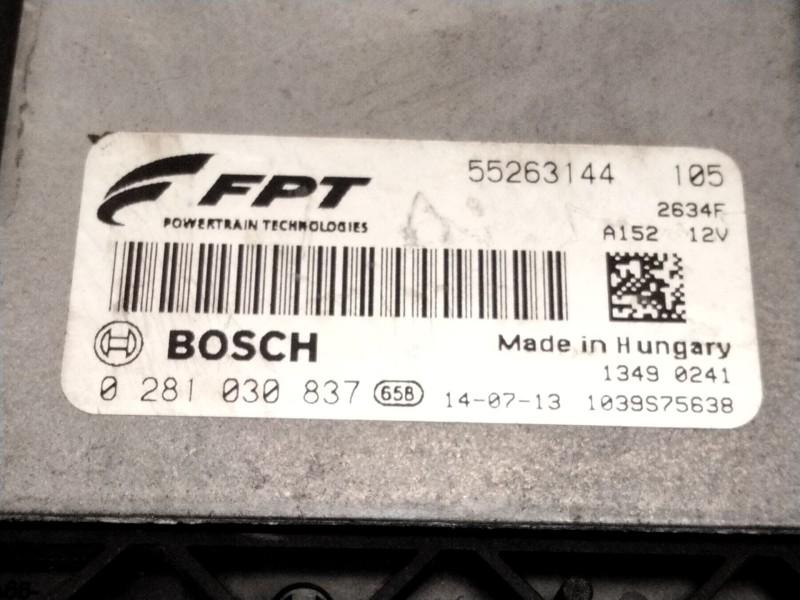 FPT
POWERTRAIN TECHNOLOGIES
55263144 105
2634F
A152 12V
BOSCH
Made in Hungary
1349 0241
0 281 030 837 65B 14-07-13 1039S75638